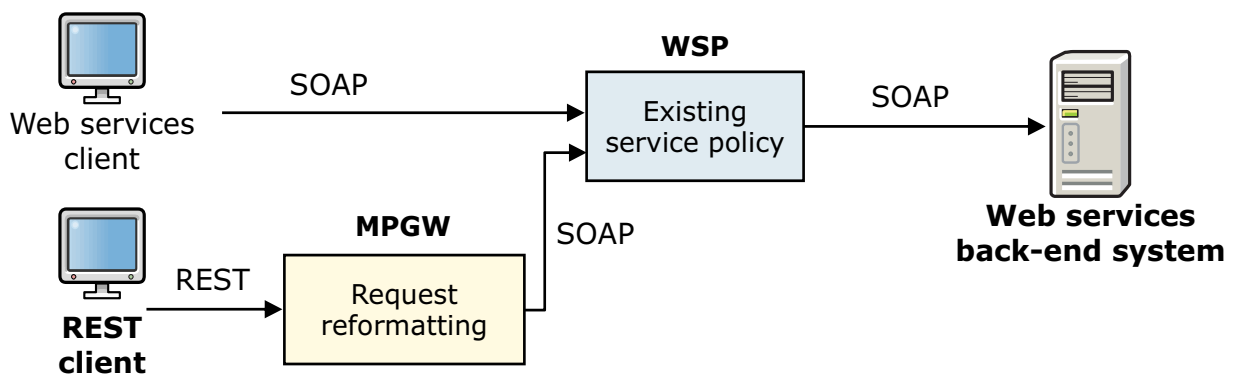 WSP
SOAP
Existing
service policy
SOAP
Web services
client
MPGW
SOAP
REST
Request
reformatting
REST
client
Web services
back-end system